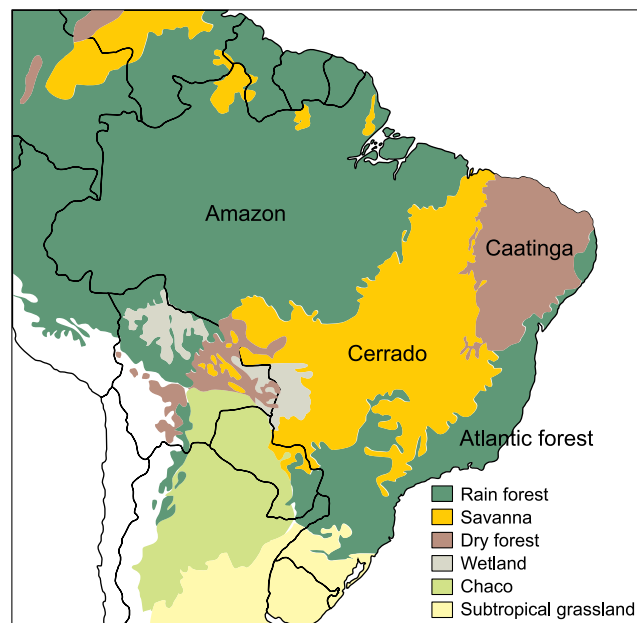 Amazon
Caatinga
Cerrado
Atlantic forest
Rain forest
Savanna
Dry forest
Wetland
Chaco
Subtropical grassland